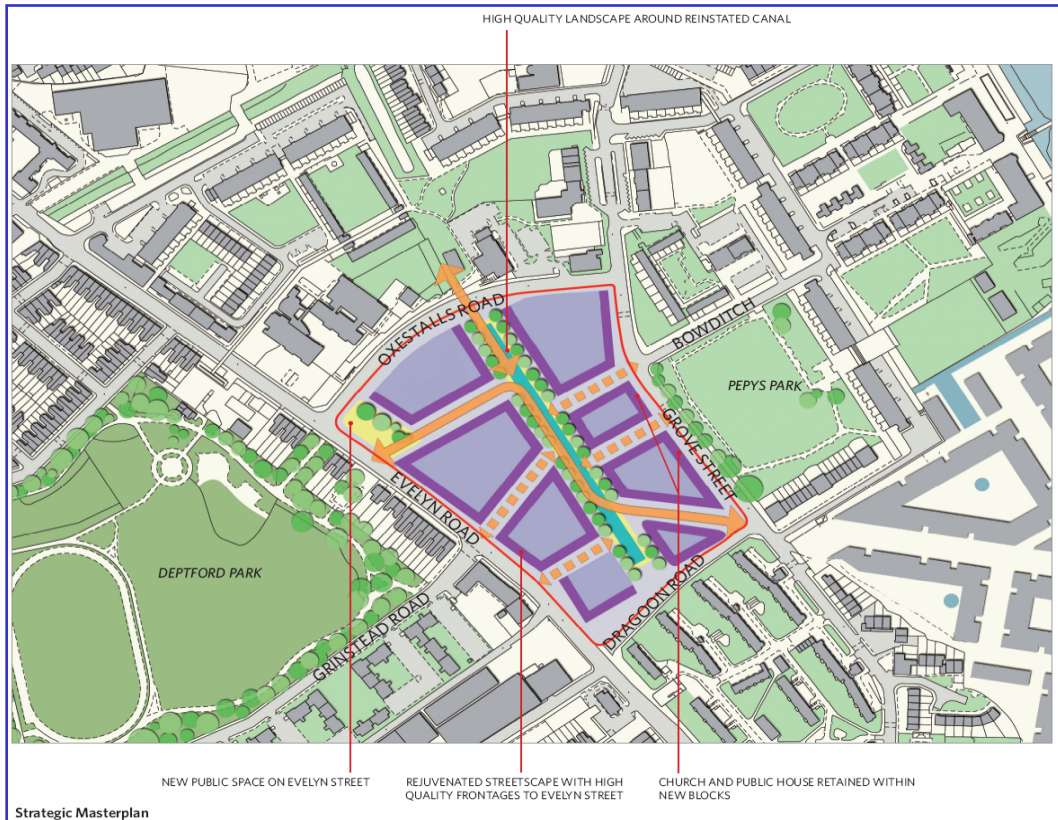 HIGH QUALITY LANDSCAPE AROUND REINSTATED CANAL
OXESTALLS ROAD
BOWDITCH
PEPYS PARK
GROVE STREET
EVELYN ROAD
DEPTFORD PARK
DRAGOON ROAD
GRINSTEAD ROAD
NEW PUBLIC SPACE ON EVELYN STREET
REJUVENATED STREETSCAPE WITH HIGH
QUALITY FRONTAGES TO EVELYN STREET
CHURCH AND PUBLIC HOUSE RETAINED WITHIN
NEW BLOCKS
Strategic Masterplan